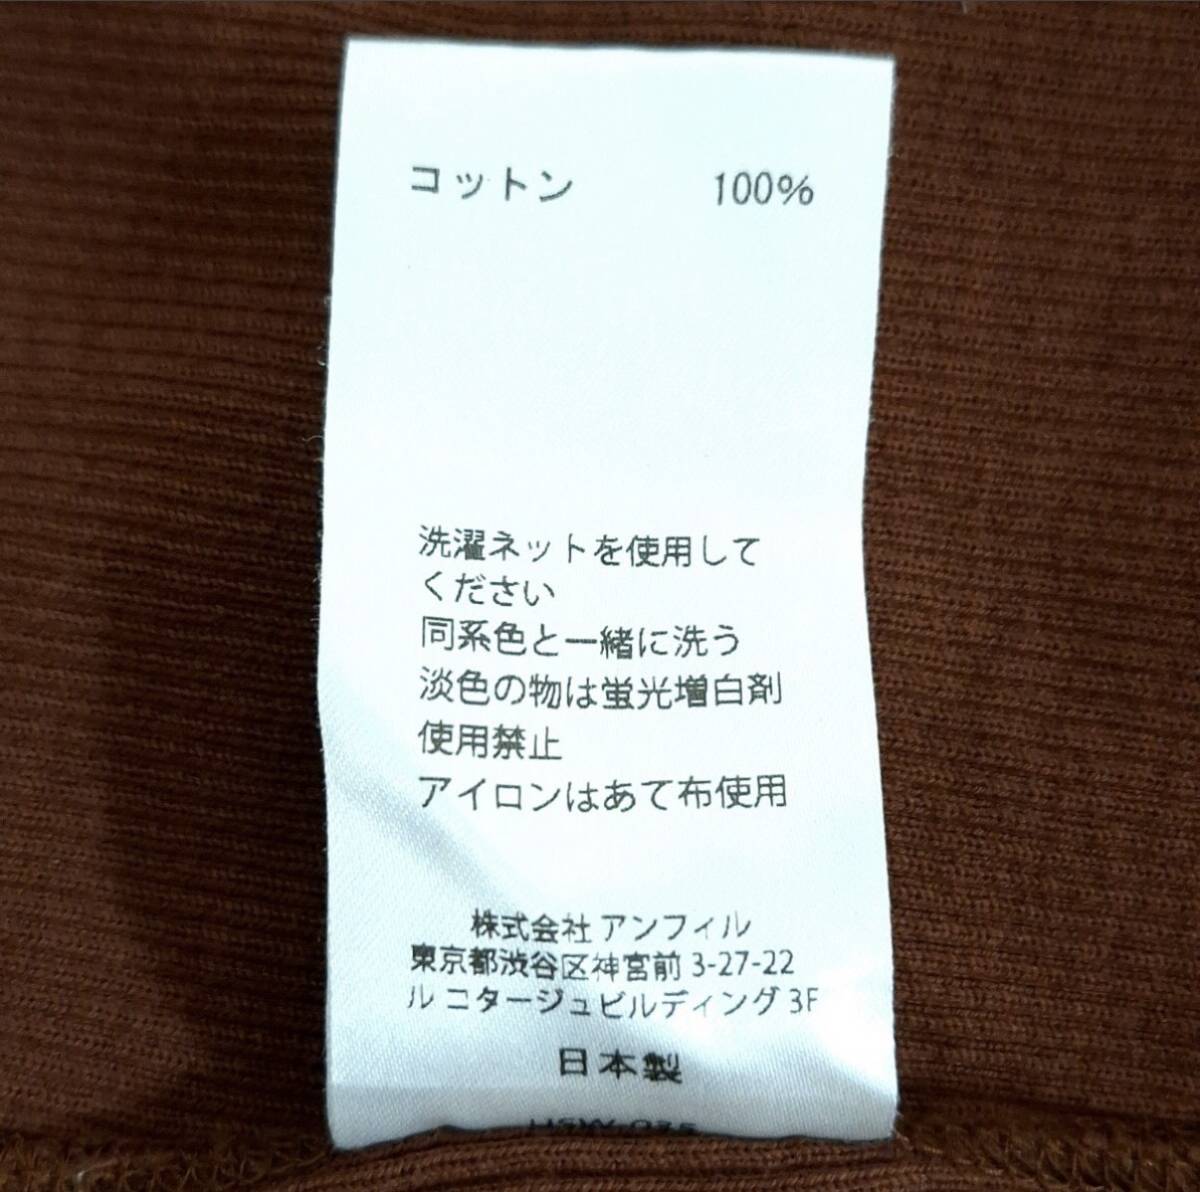 コットン 100%
洗濯ネットを使用して
ください
同系色と一緒に洗う
淡色の物は蛍光増白剤
使用禁止
アイロンはあて布使用
株式会社 アンフィル
東京都渋谷区神宮前 3-27-22
ル コタージュビルディング 3F
日本製